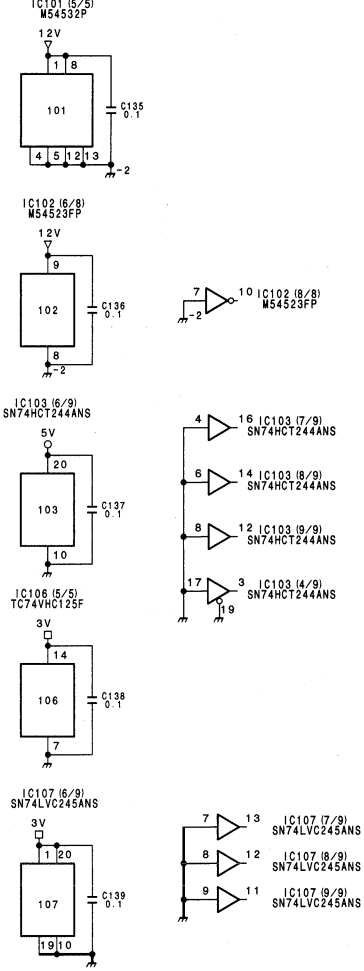 IC101 (5/5)
M54532P
12V
1 8
101
C135
0.1
4 5 12 13
-2
IC102 (6/8)
M54523FP
12V
9
102
C136
0.1
8
-2
7 10 IC102 (8/8)
M54523FP
-2
IC103 (6/9)
SN74HCT244ANS
5V
20
103
C137
0.1
10
4 16 IC103 (7/9)
SN74HCT244ANS
6 14 IC103 (8/9)
SN74HCT244ANS
8 12 IC103 (9/9)
SN74HCT244ANS
17 3 IC103 (4/9)
SN74HCT244ANS
19
IC106 (5/5)
TC74VHC125F
3V
14
106
C138
0.1
7
IC107 (6/9)
SN74LVC245ANS
3V
1 20
107
C139
0.1
19 10
7 13 IC107 (7/9)
SN74LVC245ANS
8 12 IC107 (8/9)
SN74LVC245ANS
9 11 IC107 (9/9)
SN74LVC245ANS